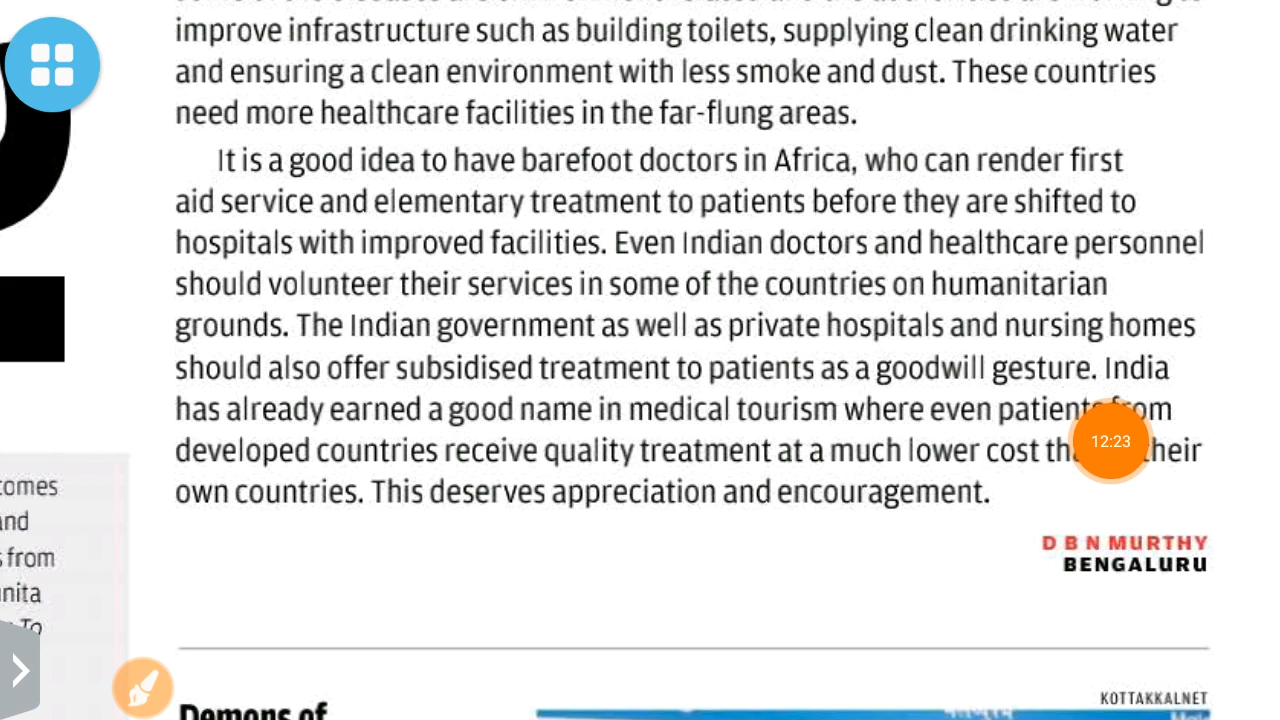 improve infrastructure such as building toilets, supplying clean drinking water
and ensuring a clean environment with less smoke and dust. These countries
need more healthcare facilities in the far-flung areas.
It is a good idea to have barefoot doctors in Africa, who can render first
aid service and elementary treatment to patients before they are shifted to
hospitals with improved facilities. Even Indian doctors and healthcare personnel
should volunteer their services in some of the countries on humanitarian
grounds. The Indian government as well as private hospitals and nursing homes
should also offer subsidised treatment to patients as a goodwill gesture. India
has already earned a good name in medical tourism where even patients from
developed countries receive quality treatment at a much lower cost their
own countries. This deserves appreciation and encouragement.
12:23
D B N MURTHY
BENGALURU
comes
and
from
To
KOTTAKKALNET
Demons of